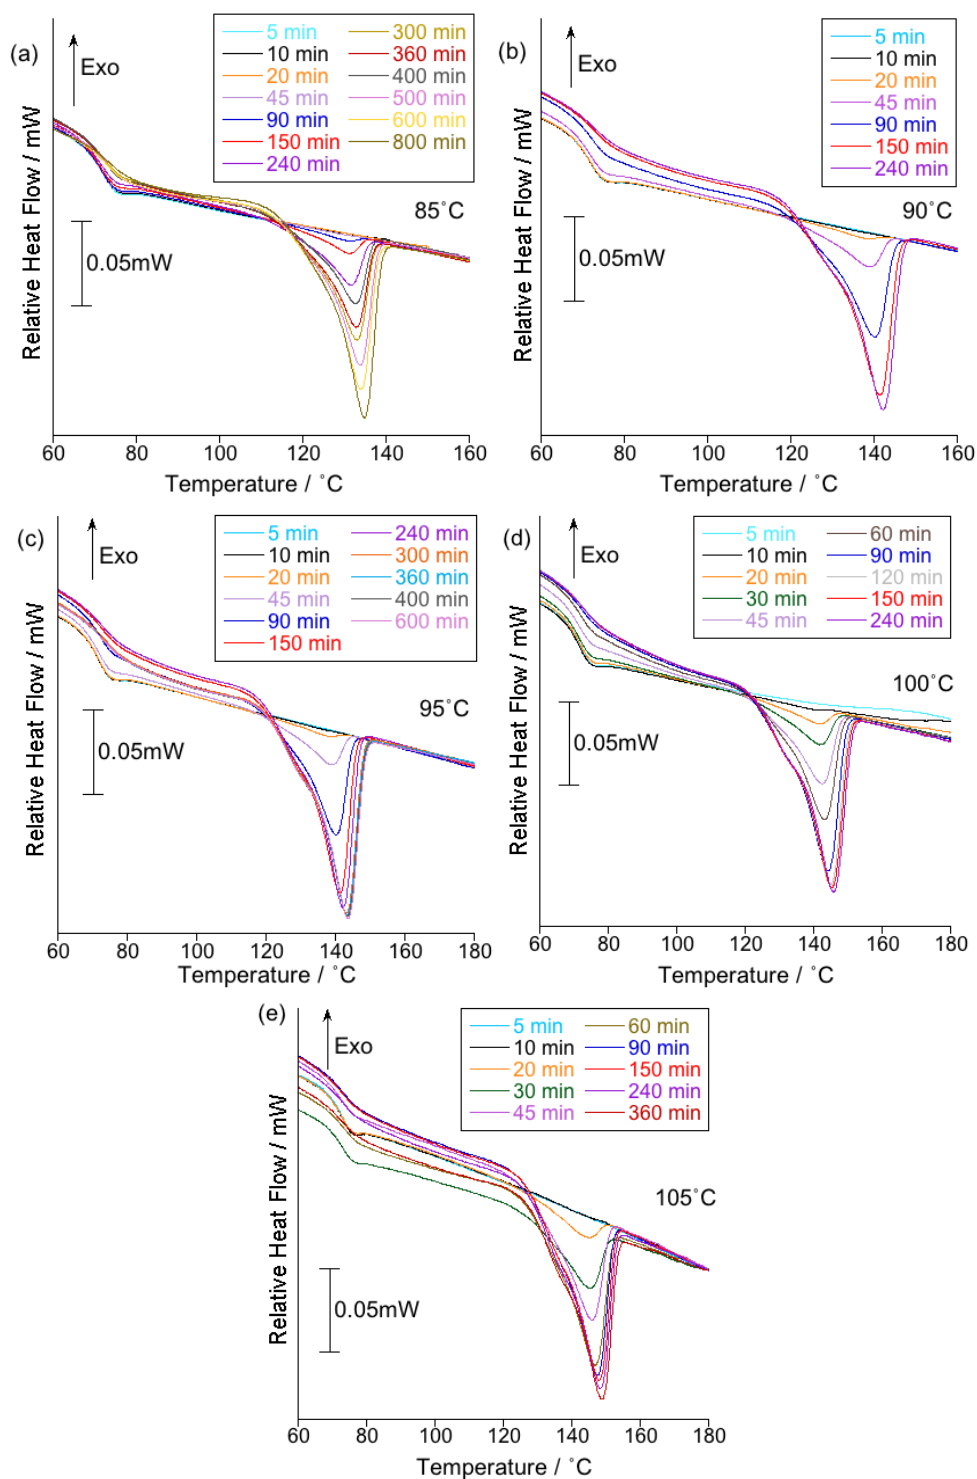 (a)
Exo
5 min 300 min
10 min 360 min
20 min 400 min
45 min 500 min
90 min 600 min
150 min 800 min
240 min
85˚C
0.05mW
Relative Heat Flow / mW
60 80 100 120 140 160
Temperature / ˚C
(b)
Exo
5 min
10 min
20 min
45 min
90 min
150 min
240 min
90˚C
0.05mW
Relative Heat Flow / mW
60 80 100 120 140 160
Temperature / ˚C
(c)
Exo
5 min 240 min
10 min 300 min
20 min 360 min
45 min 400 min
90 min 600 min
150 min
95˚C
0.05mW
Relative Heat Flow / mW
60 80 100 120 140 160 180
Temperature / ˚C
(d)
Exo
5 min 60 min
10 min 90 min
20 min 120 min
30 min 150 min
45 min 240 min
100˚C
0.05mW
Relative Heat Flow / mW
60 80 100 120 140 160 180
Temperature / ˚C
(e)
Exo
5 min 60 min
10 min 90 min
20 min 150 min
30 min 240 min
45 min 360 min
105˚C
0.05mW
Relative Heat Flow / mW
60 80 100 120 140 160 180
Temperature / ˚C